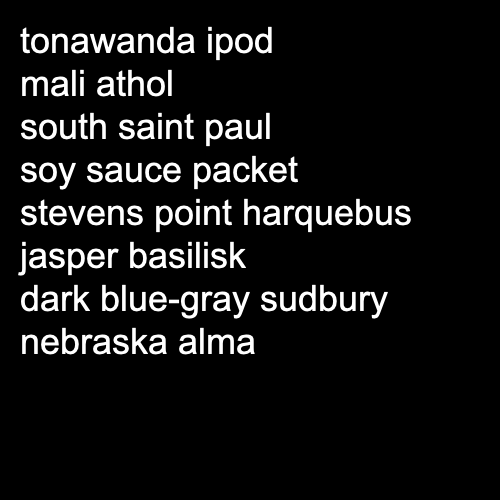 tonawanda ipod
mali athol
south saint paul
soy sauce packet
stevens point harquebus
jasper basilisk
dark blue-gray sudbury
nebraska alma